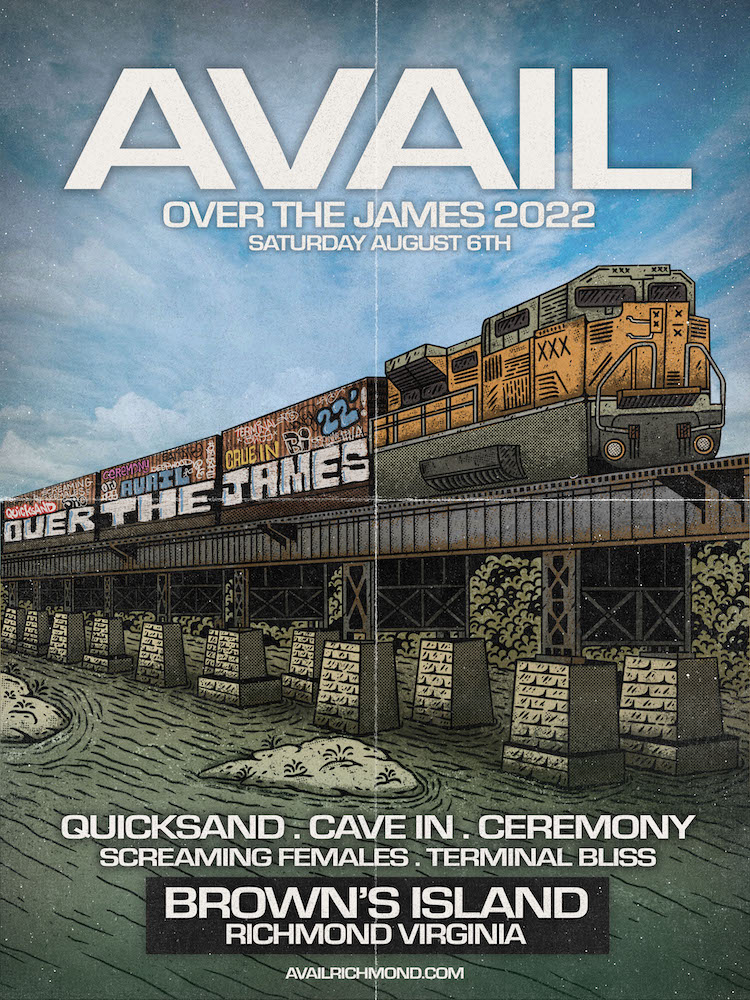 AVAIL
OVER THE JAMES 2022
SATURDAY AUGUST 6TH
XXX
22'!
CEREMONY
AVAIL
CAVE IN
QUICKSAND
OVER THE JAMES
QUICKSAND . CAVE IN . CEREMONY
SCREAMING FEMALES . TERMINAL BLISS
BROWN'S ISLAND
RICHMOND VIRGINIA
AVAILRICHMOND.COM